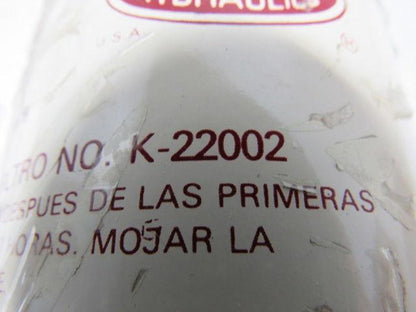 HYDRAULIC
U.S.A.
FILTRO NO. K-22002
DESPUES DE LAS PRIMERAS
HORAS. MOJAR LA